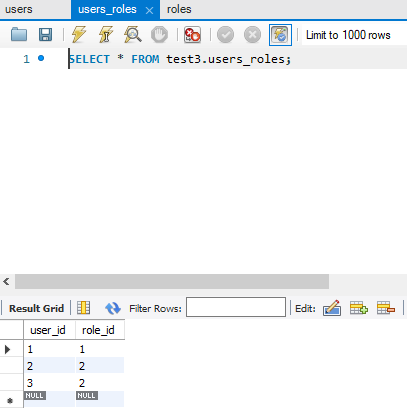 users users_roles × roles
Limit to 1000 rows
1 SELECT * FROM test3.users_roles;
Result Grid Filter Rows: Edit:
user_id role_id
1 1
2 2
3 2
NULL NULL